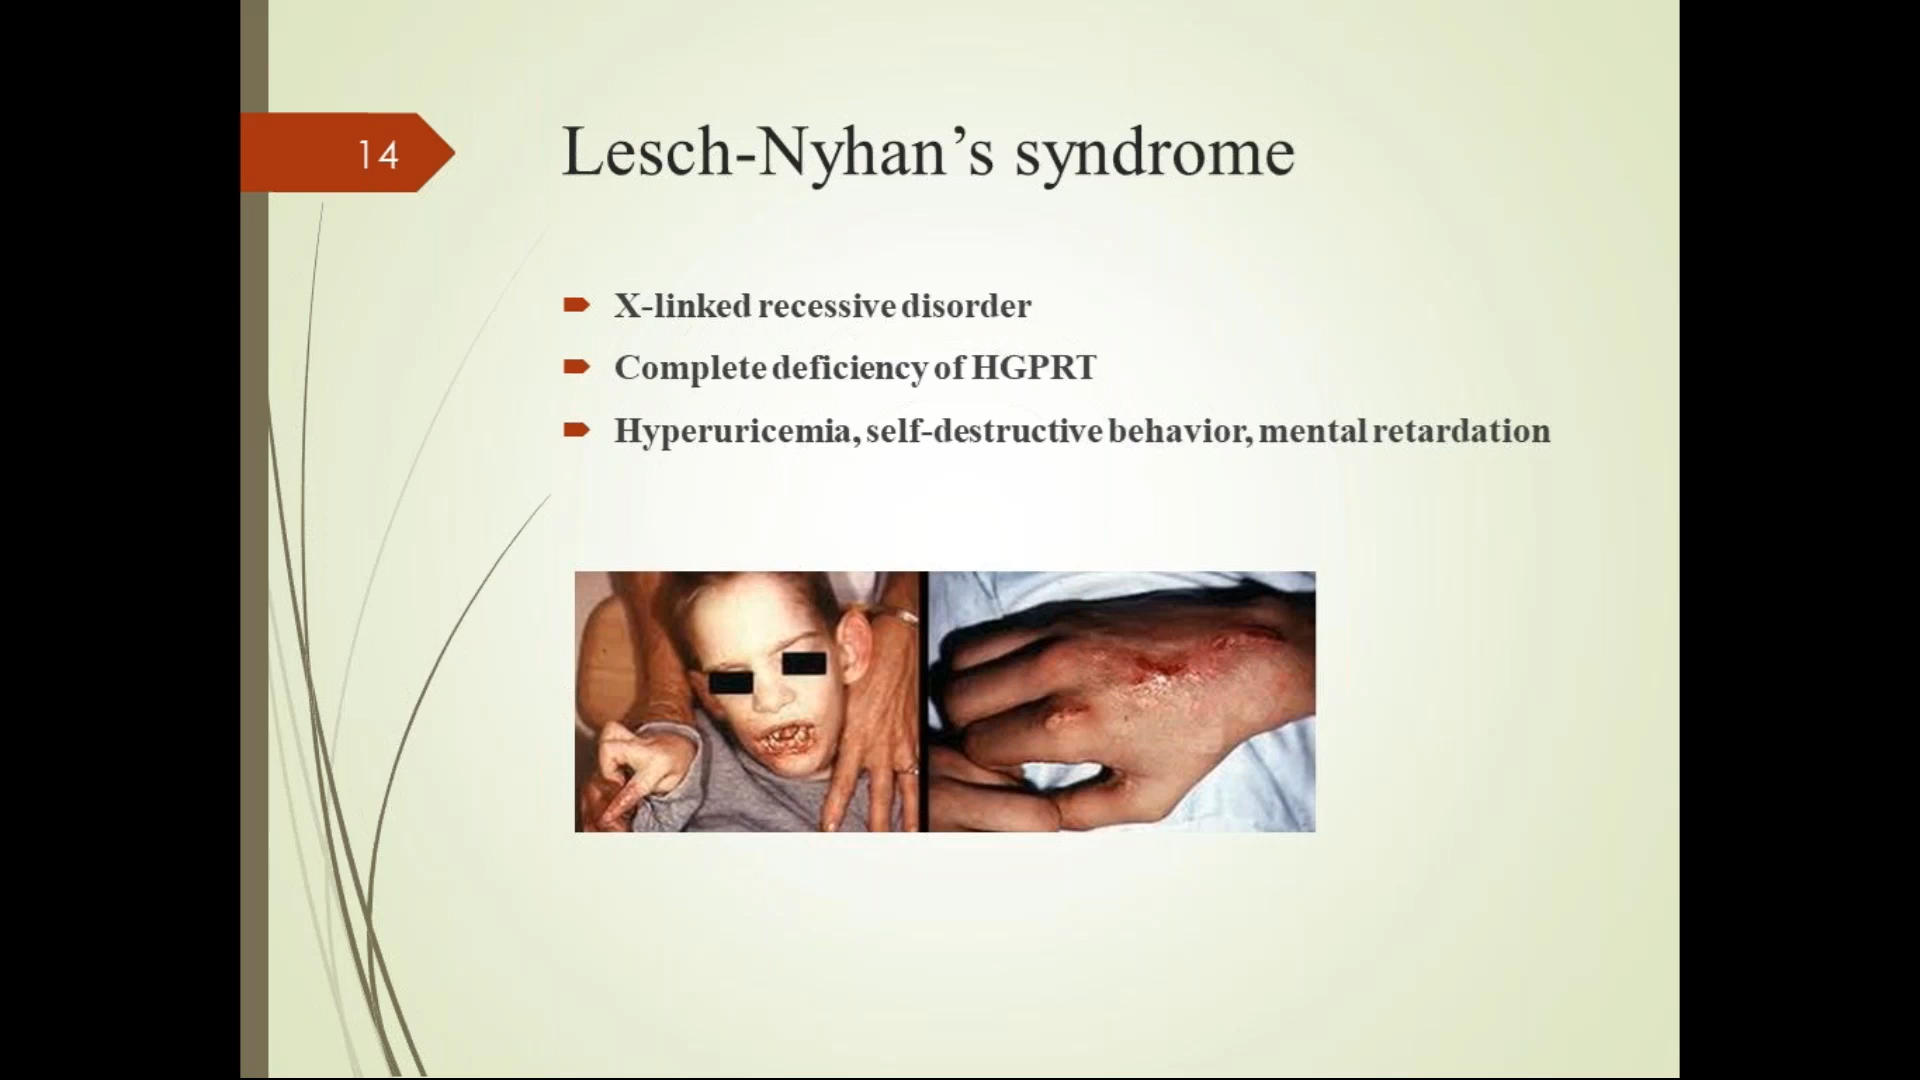 14
Lesch-Nyhan’s syndrome
X-linked recessive disorder
Complete deficiency of HGPRT
Hyperuricemia, self-destructive behavior, mental retardation